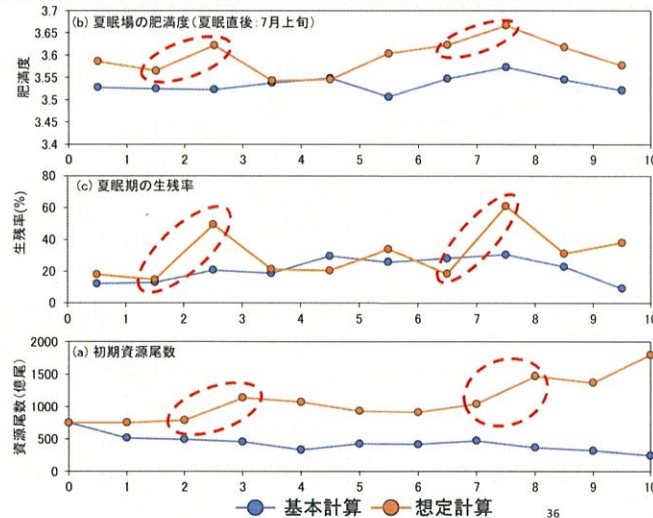 (b) 夏眠場の肥満度(夏眠直後:7月上旬)
肥満度
3.7
3.65
3.6
3.55
3.5
3.45
3.4
0 1 2 3 4 5 6 7 8 9 10
(c) 夏眠期の生残率
生残率(%)
80
60
40
20
0
0 1 2 3 4 5 6 7 8 9 10
(a) 初期資源尾数
資源尾数(億尾)
2000
1500
1000
500
0
0 1 2 3 4 5 6 7 8 9 10
基本計算 想定計算
36